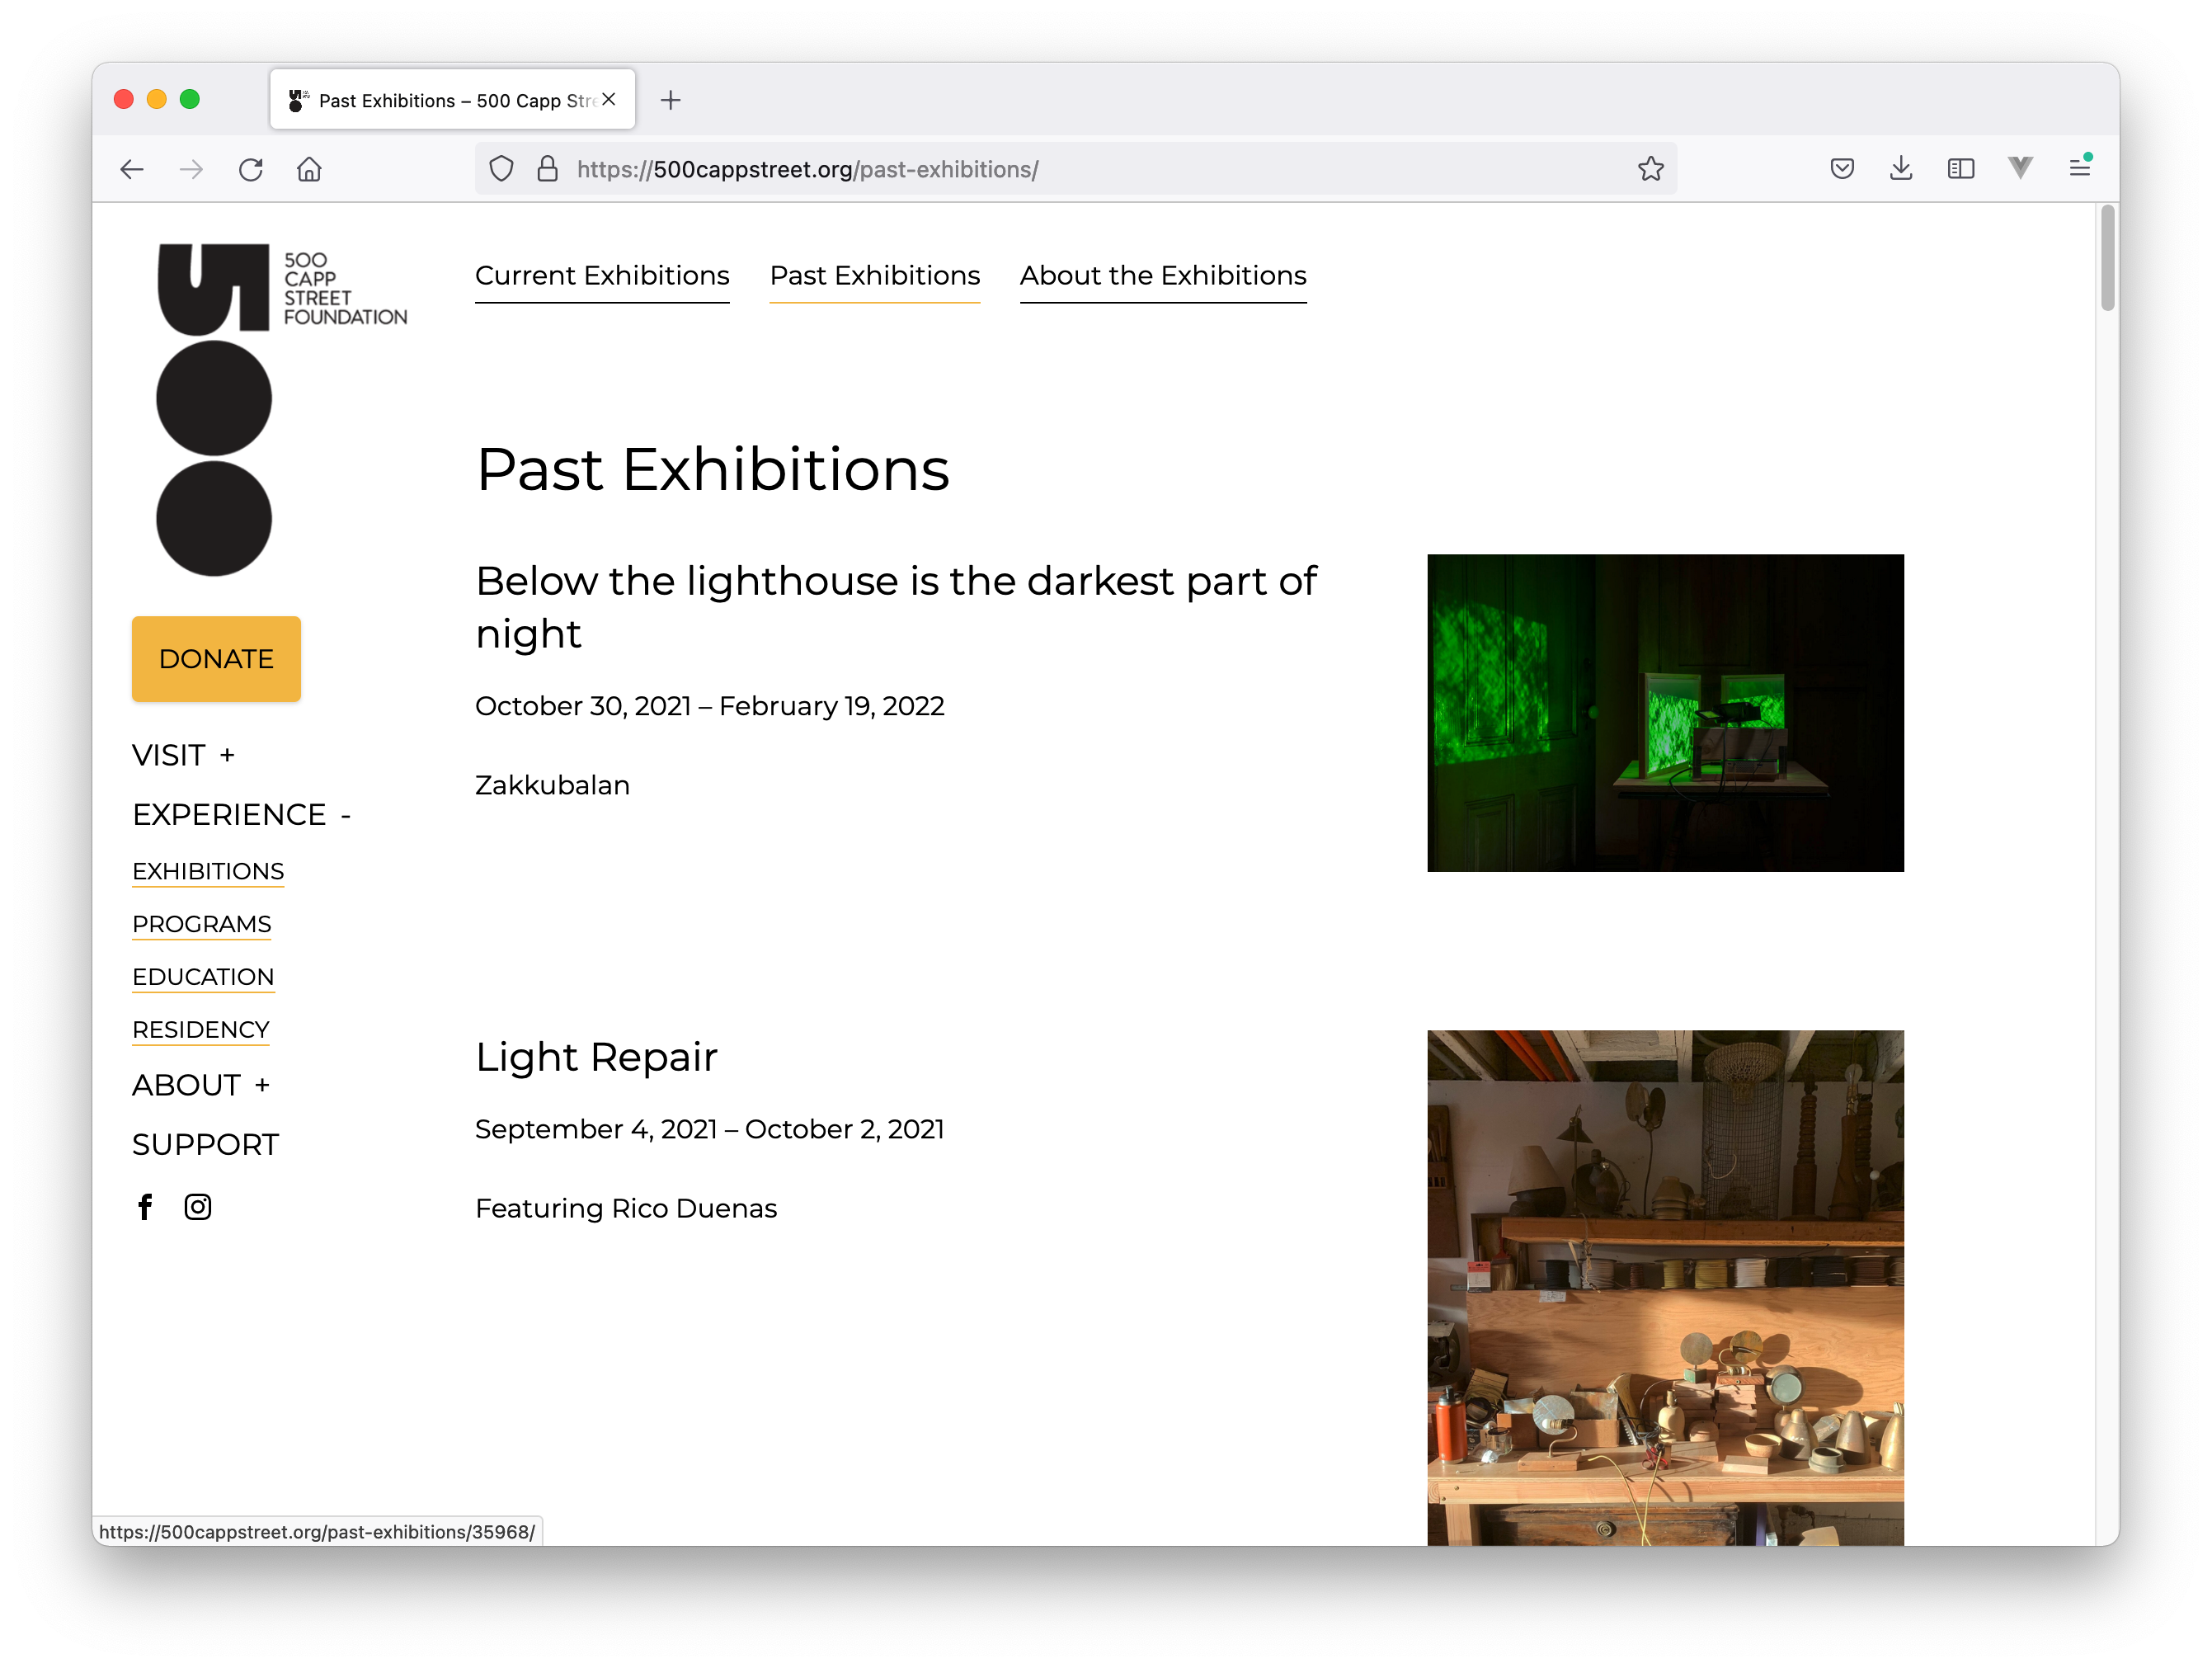 Past Exhibitions – 500 Capp Stre
https://500cappstreet.org/past-exhibitions/
500
CAPP
STREET
FOUNDATION
Current Exhibitions Past Exhibitions About the Exhibitions
DONATE
VISIT +
EXPERIENCE -
EXHIBITIONS
PROGRAMS
EDUCATION
RESIDENCY
ABOUT +
SUPPORT
Past Exhibitions
Below the lighthouse is the darkest part of
night
October 30, 2021 – February 19, 2022
Zakkubalan
Light Repair
September 4, 2021 – October 2, 2021
Featuring Rico Duenas
https://500cappstreet.org/past-exhibitions/35968/